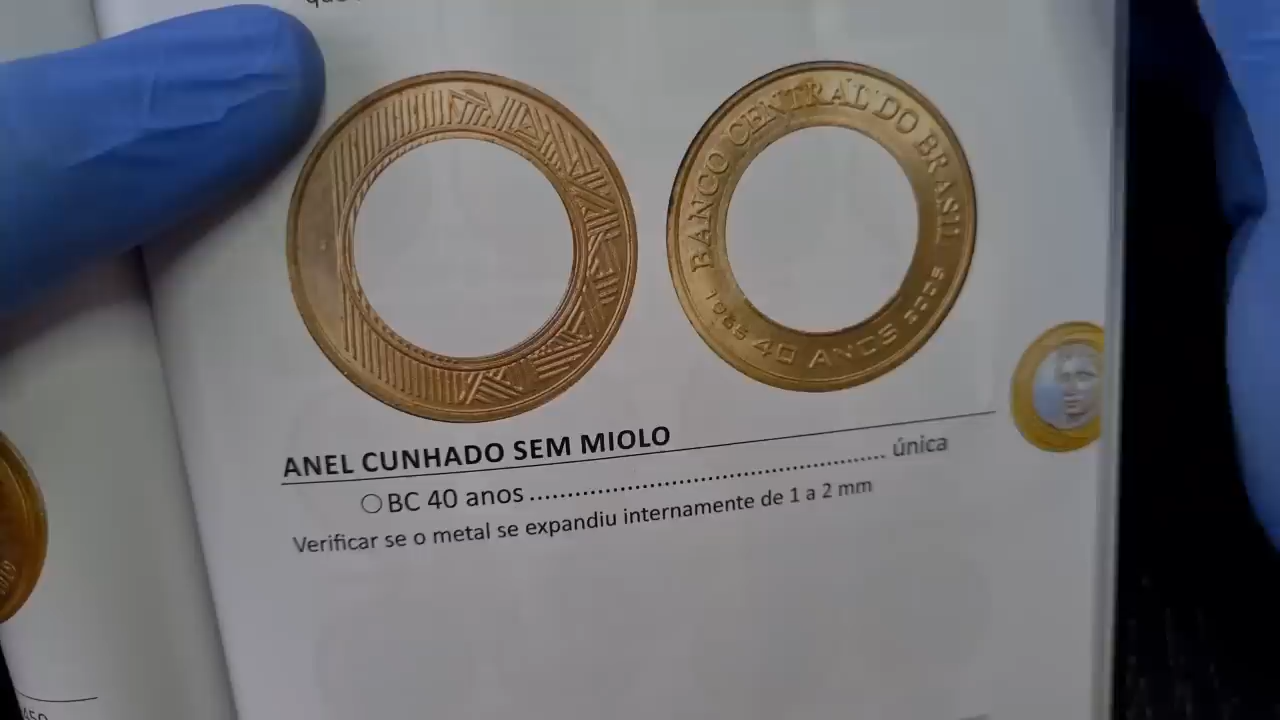 BANCO CENTRAL DO BRASIL
1965 40 ANOS 2005
ANEL CUNHADO SEM MIOLO
BC 40 anos ................................................ única
Verificar se o metal se expandiu internamente de 1 a 2 mm